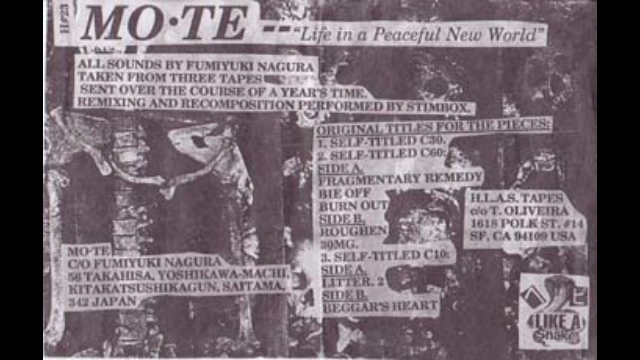 H#23
MO·TE -- "Life in a Peaceful New World"
ALL SOUNDS BY FUMIYUKI NAGURA
TAKEN FROM THREE TAPES
SENT OVER THE COURSE OF A YEAR'S TIME.
REMIXING AND RECOMPOSITION PERFORMED BY STIMBOX.
ORIGINAL TITLES FOR THE PIECES:
1. SELF-TITLED C30.
2. SELF-TITLED C60:
SIDE A.
FRAGMENTARY REMEDY
BIE OFF
BURN OUT
SIDE B.
ROUGHEN
30MG.
3. SELF-TITLED C10:
SIDE A.
LITTER. 2
SIDE B.
BEGGAR'S HEART
H.L.A.S. TAPES
c/o T. OLIVEIRA
1618 POLK ST. #14
SF, CA 94109 USA
MO·TE
C/O FUMIYUKI NAGURA
56 TAKAHISA, YOSHIKAWA-MACHI,
KITAKATSUSHIKAGUN, SAITAMA,
342 JAPAN
LIKE A
Snake